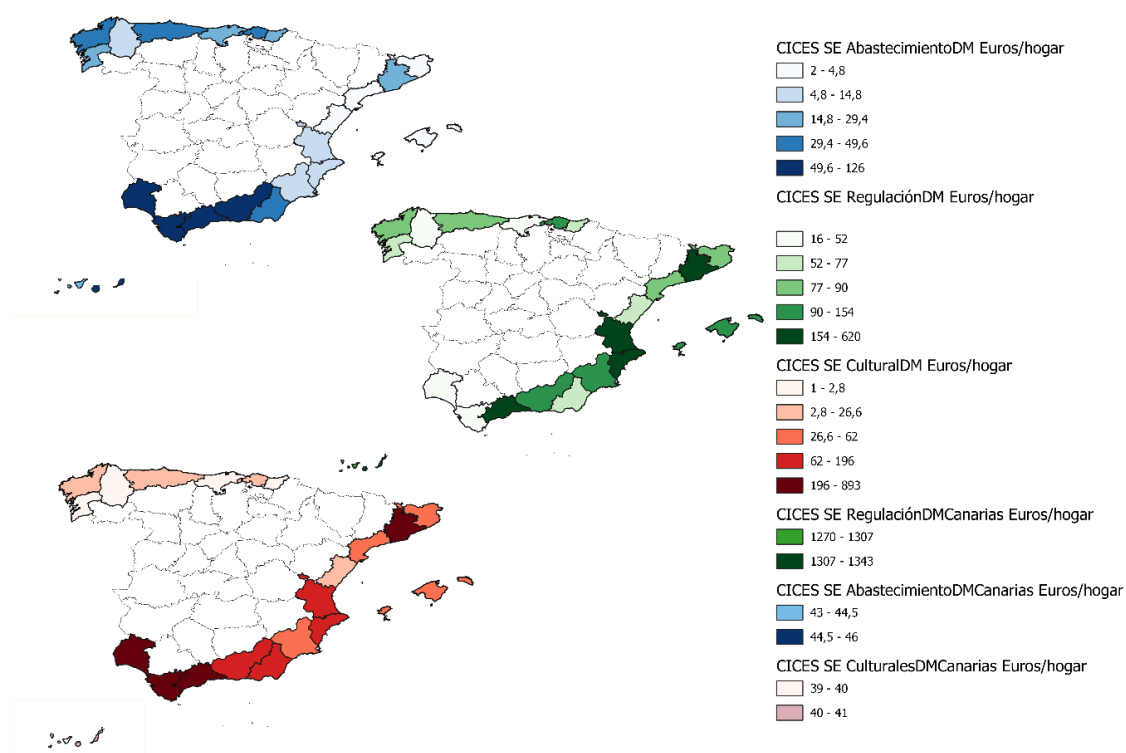 CICES SE AbastecimientoDM Euros/hogar
2 - 4,8
4,8 - 14,8
14,8 - 29,4
29,4 - 49,6
49,6 - 126
CICES SE RegulaciónDM Euros/hogar
16 - 52
52 - 77
77 - 90
90 - 154
154 - 620
CICES SE CulturalDM Euros/hogar
1 - 2,8
2,8 - 26,6
26,6 - 62
62 - 196
196 - 893
CICES SE RegulaciónDMCanarias Euros/hogar
1270 - 1307
1307 - 1343
CICES SE AbastecimientoDMCanarias Euros/hogar
43 - 44,5
44,5 - 46
CICES SE CulturalesDMCanarias Euros/hogar
39 - 40
40 - 41